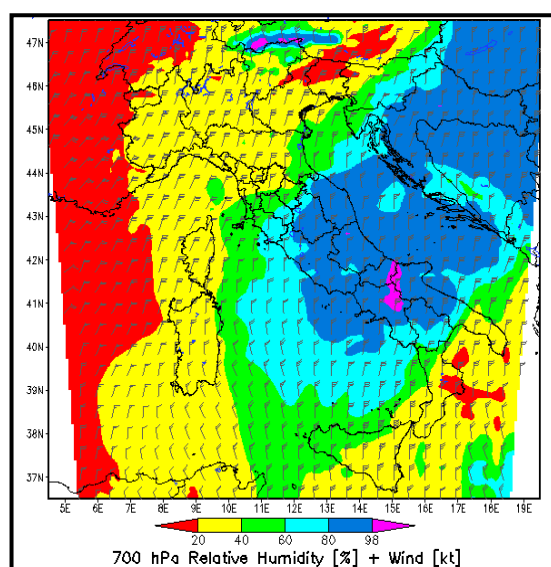 47N
46N
45N
44N
43N
42N
41N
40N
39N
38N
37N
5E 6E 7E 8E 9E 10E 11E 12E 13E 14E 15E 16E 17E 18E 19E
20 40 60 80 98
700 hPa Relative Humidity [%] + Wind [kt]